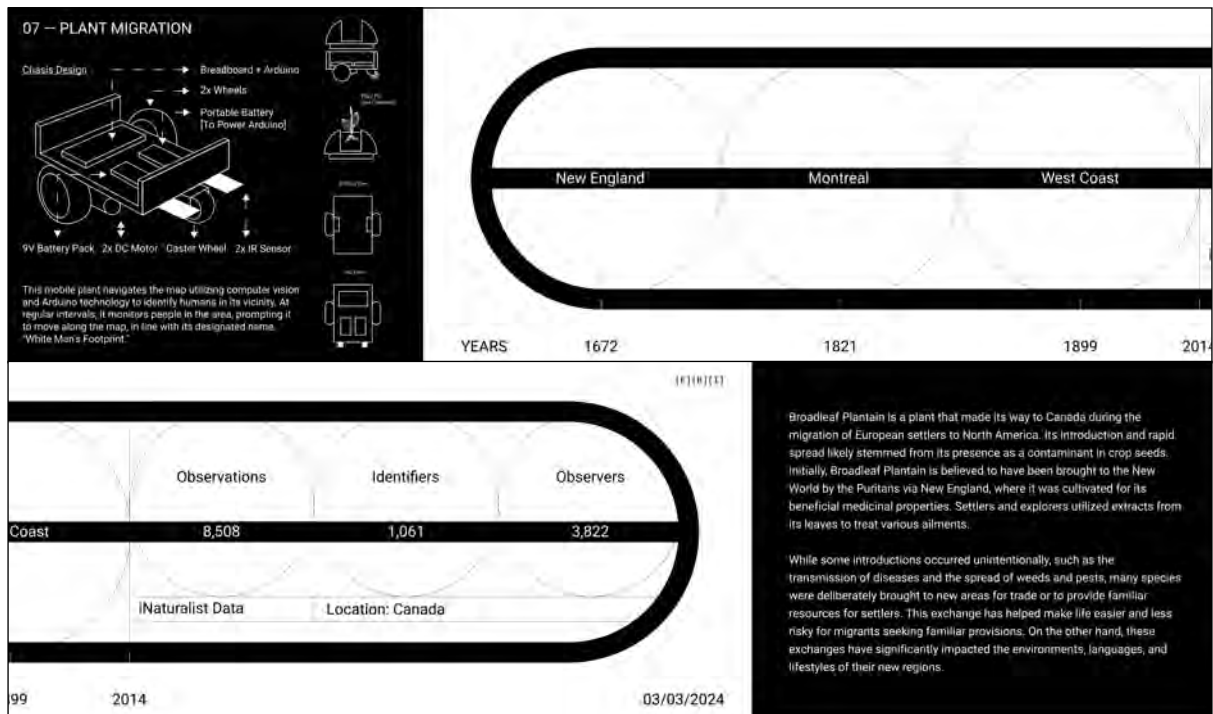 07 — PLANT MIGRATION
Chasis Design
Breadboard + Arduino
2x Wheels
Portable Battery
[To Power Arduino]
9V Battery Pack 2x DC Motor Caster Wheel 2x IR Sensor
This mobile plant navigates the map utilizing computer vision
and Arduino technology to identify humans in its vicinity. At
regular intervals, it monitors people in the area, prompting it
to move along the map, in line with its designated name,
"White Man's Footprint."
New England Montreal West Coast
YEARS 1672 1821 1899 2014
Observations Identifiers Observers
Coast 8,508 1,061 3,822
iNaturalist Data Location: Canada
99 2014 03/03/2024
Broadleaf Plantain is a plant that made its way to Canada during the
migration of European settlers to North America. Its introduction and rapid
spread likely stemmed from its presence as a contaminant in crop seeds.
Initially, Broadleaf Plantain is believed to have been brought to the New
World by the Puritans via New England, where it was cultivated for its
beneficial medicinal properties. Settlers and explorers utilized extracts from
its leaves to treat various ailments.
While some introductions occurred unintentionally, such as the
transmission of diseases and the spread of weeds and pests, many species
were deliberately brought to new areas for trade or to provide familiar
resources for settlers. This exchange has helped make life easier and less
risky for migrants seeking familiar provisions. On the other hand, these
exchanges have significantly impacted the environments, languages, and
lifestyles of their new regions.